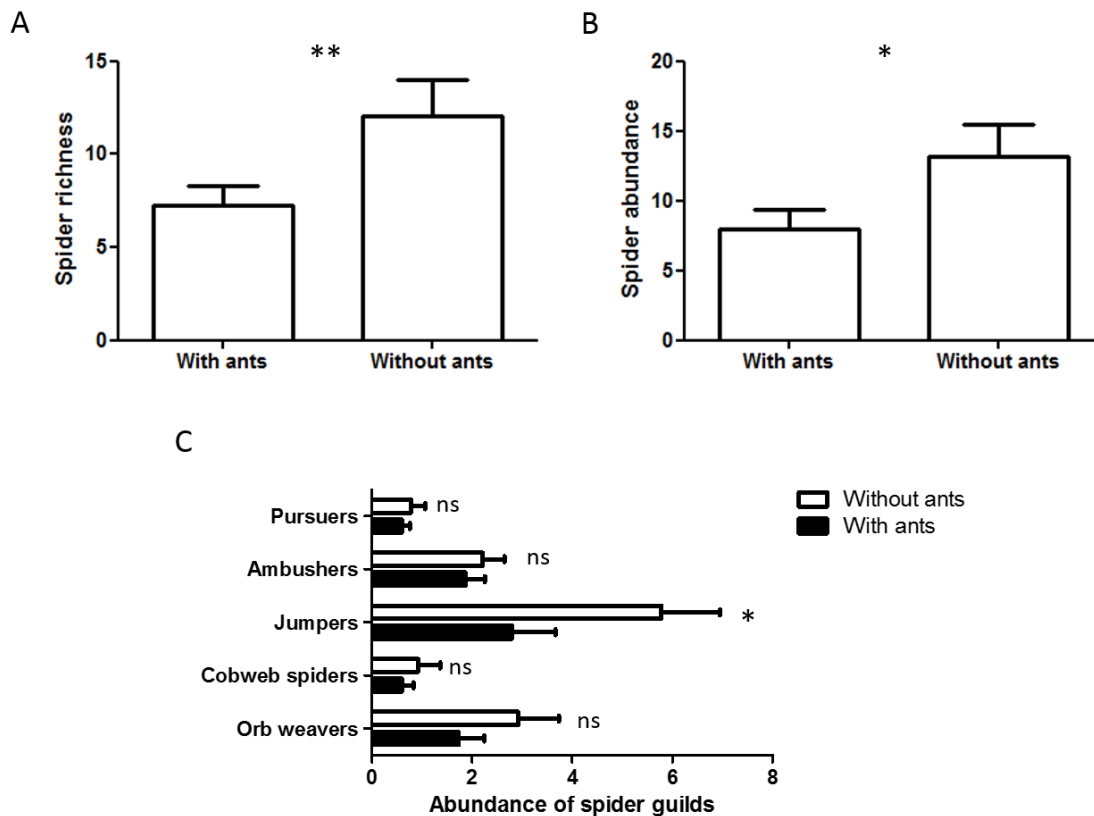 A
**
Spider richness
15
10
5
0
With ants
Without ants
B
*
Spider abundance
20
15
10
5
0
With ants
Without ants
C
Without ants
With ants
Pursuers
ns
Ambushers
ns
Jumpers
*
Cobweb spiders
ns
Orb weavers
ns
0 2 4 6 8
Abundance of spider guilds